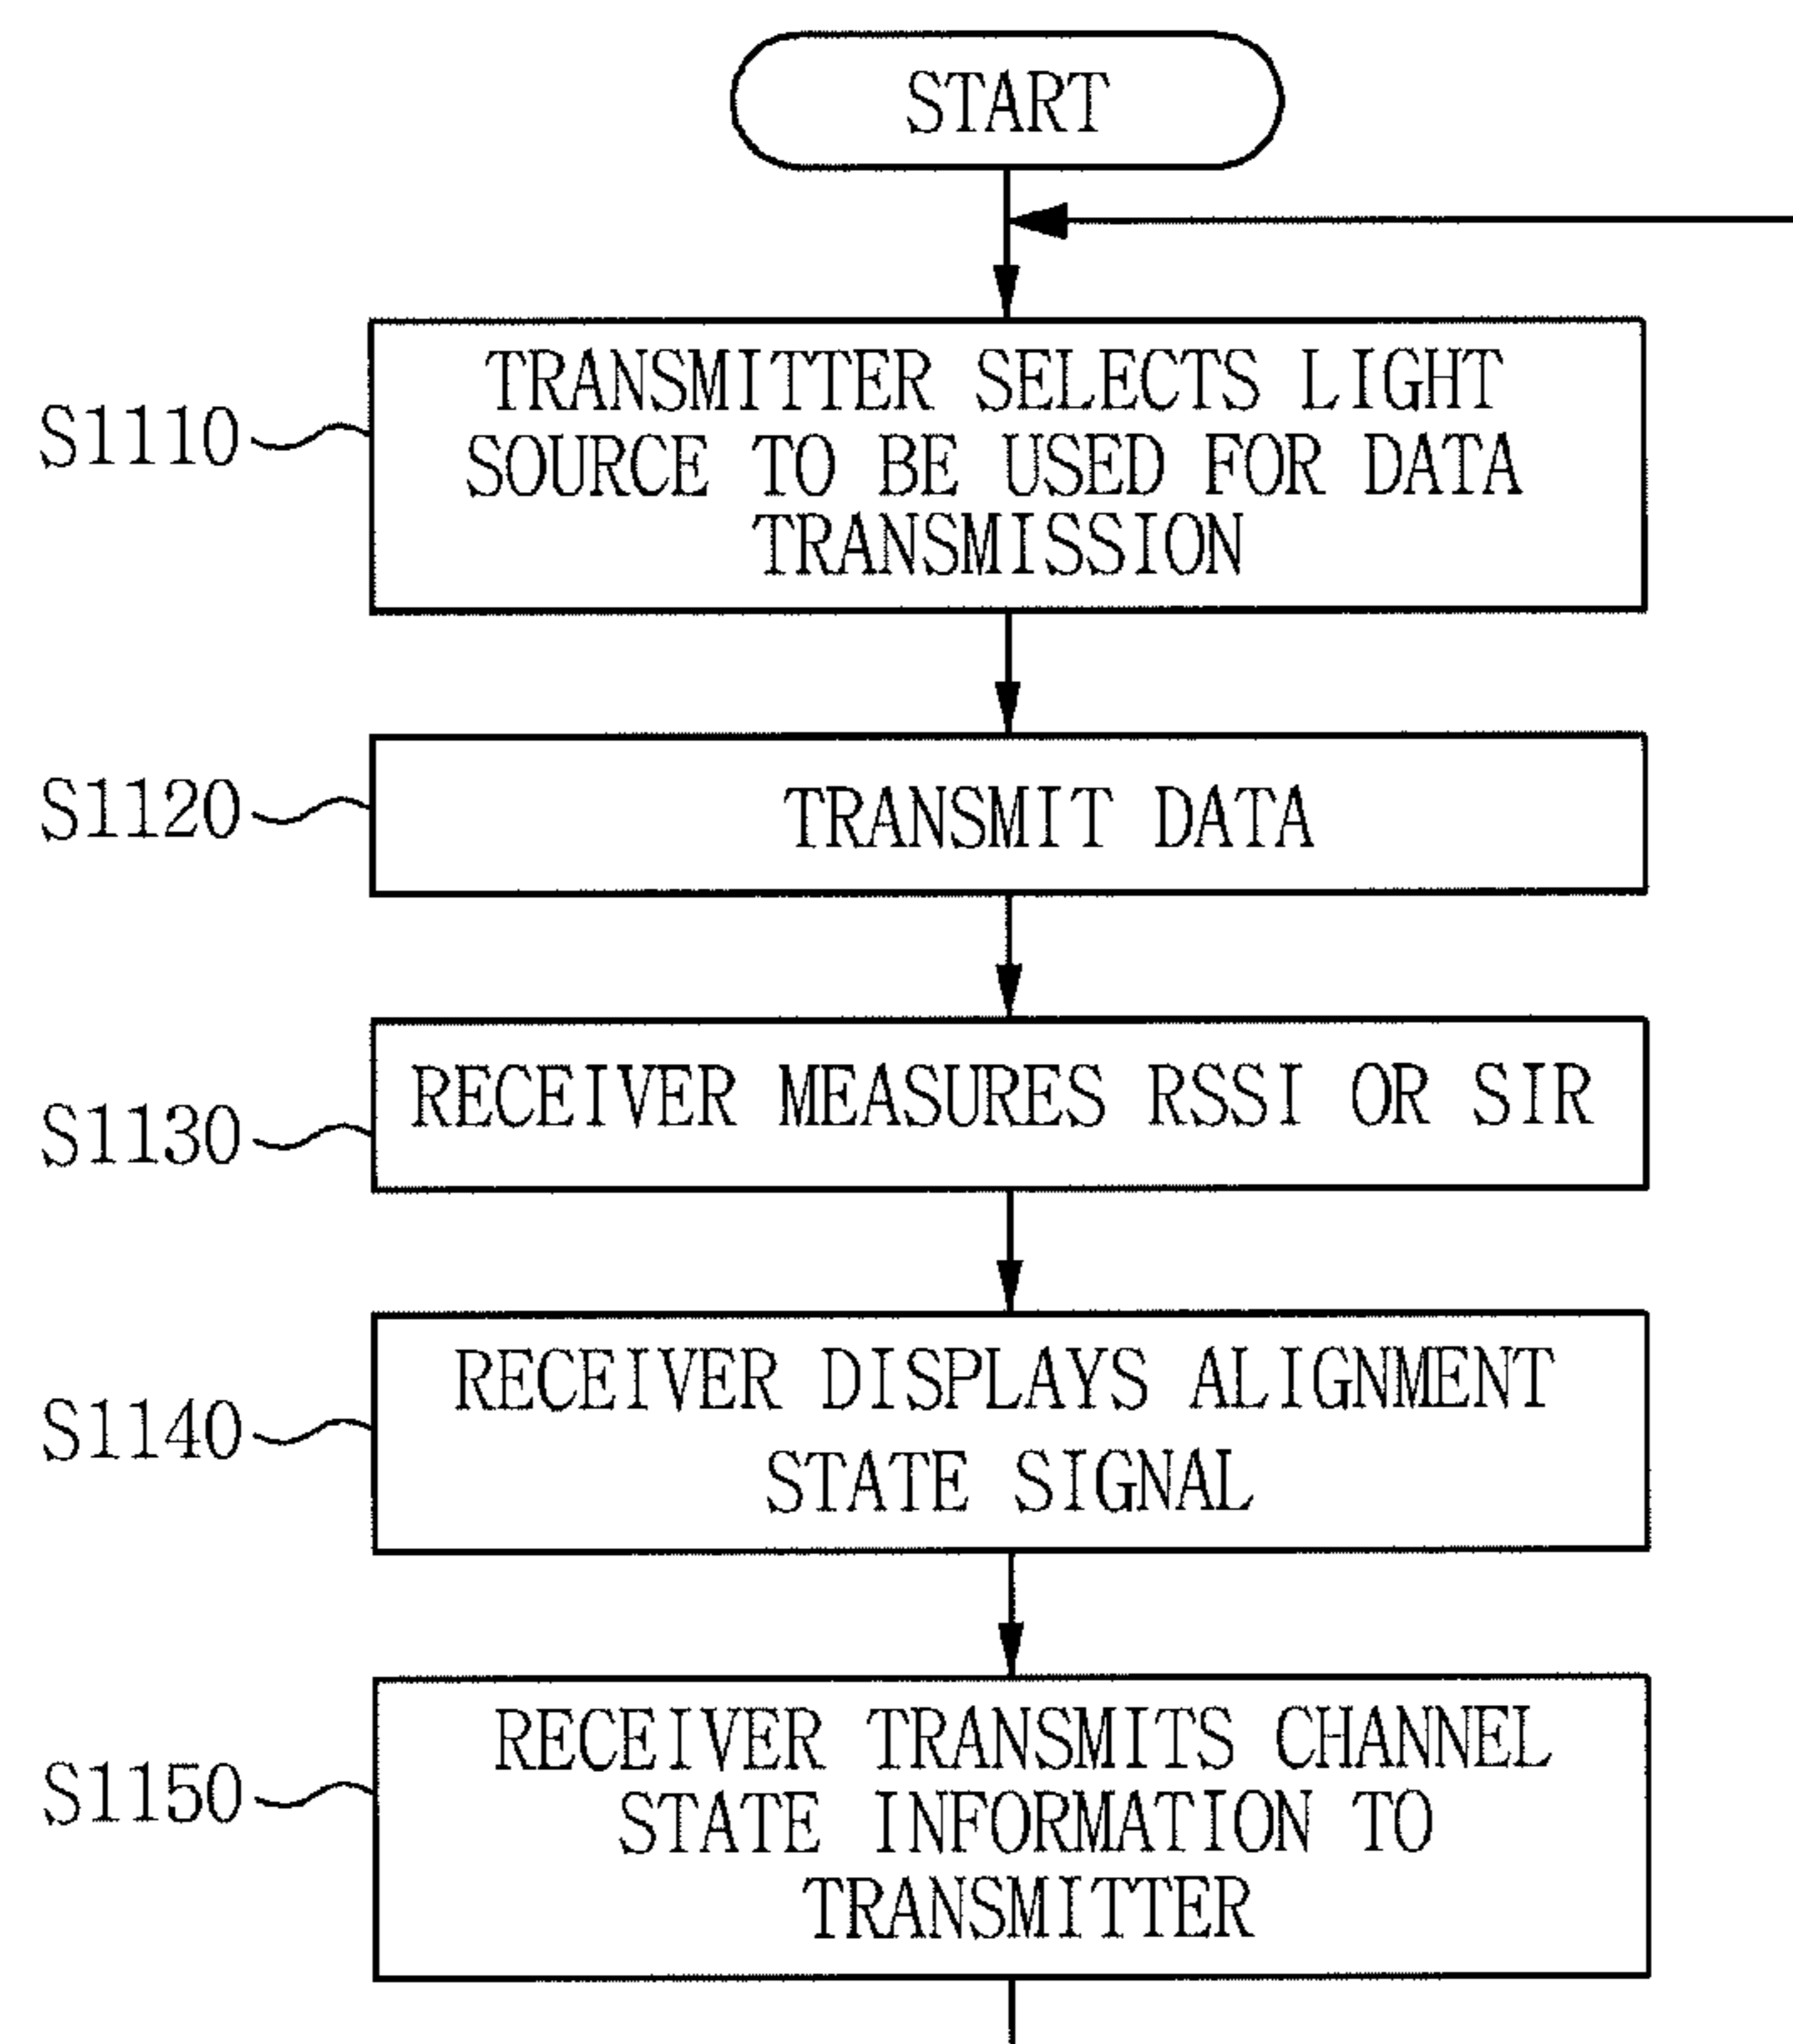 START
S1110
TRANSMITTER SELECTS LIGHT
SOURCE TO BE USED FOR DATA
TRANSMISSION
S1120
TRANSMIT DATA
S1130
RECEIVER MEASURES RSSI OR SIR
S1140
RECEIVER DISPLAYS ALIGNMENT
STATE SIGNAL
S1150
RECEIVER TRANSMITS CHANNEL
STATE INFORMATION TO
TRANSMITTER